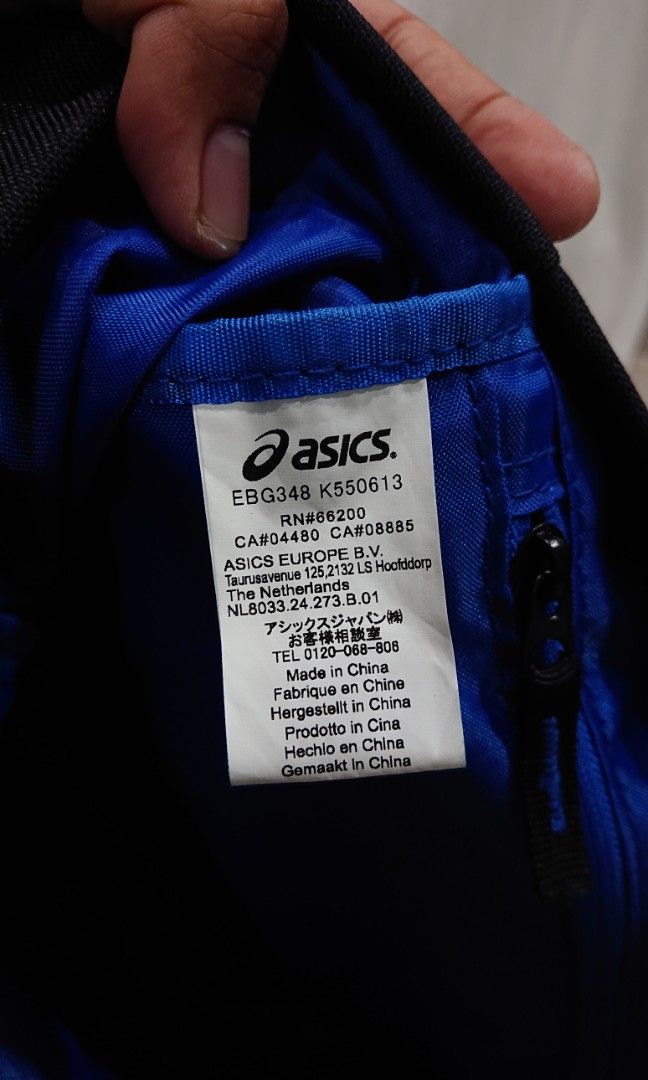 asics.
EBG348 K550613
RN#66200
CA#04480 CA#08885
ASICS EUROPE B.V.
Taurusavenue 125,2132 LS Hoofddorp
The Netherlands
NL8033.24.273.B.01
アシックスジャパン㈱
お客様相談室
TEL 0120-068-806
Made in China
Fabrique en Chine
Hergestellt in China
Prodotto in Cina
Hechlo en China
Gemaakt in China